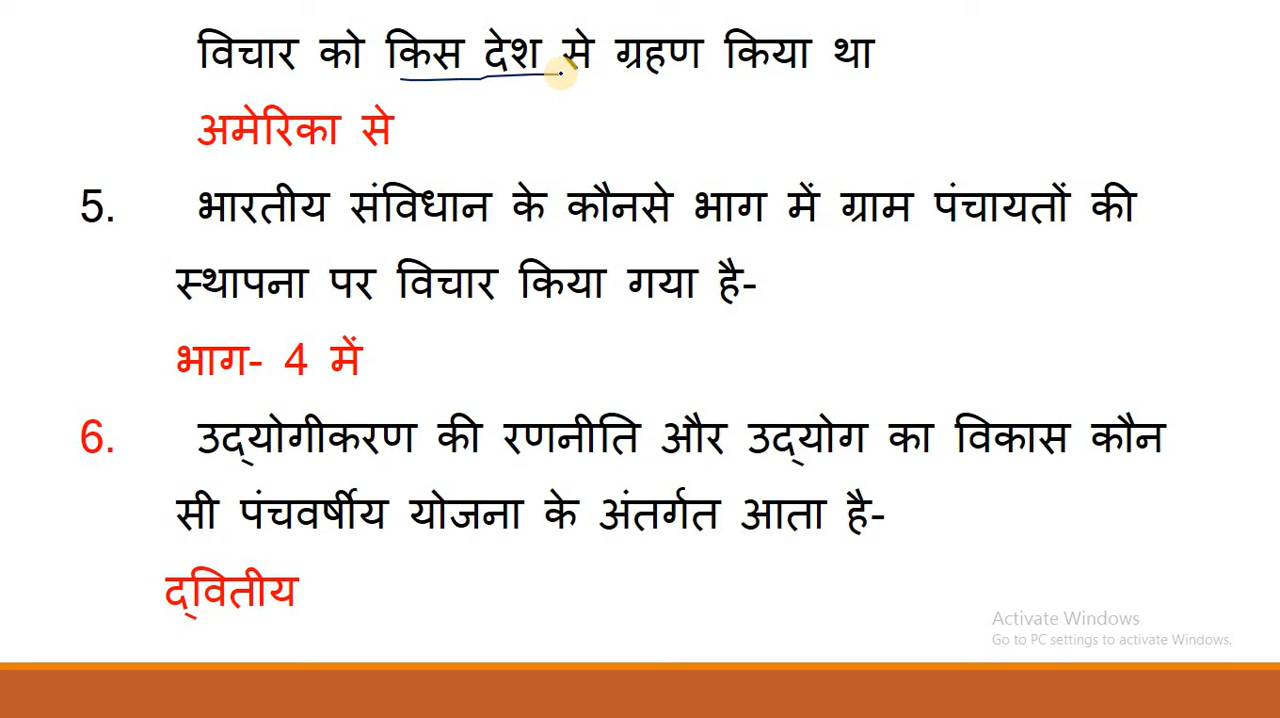 विचार को किस देश से ग्रहण किया था
अमेरिका से
5. भारतीय संविधान के कौनसे भाग में ग्राम पंचायतों की
स्थापना पर विचार किया गया है-
भाग- 4 में
6. उद्योगीकरण की रणनीति और उद्योग का विकास कौन
सी पंचवर्षीय योजना के अंतर्गत आता है-
द्वितीय
Activate Windows
Go to PC settings to activate Windows.